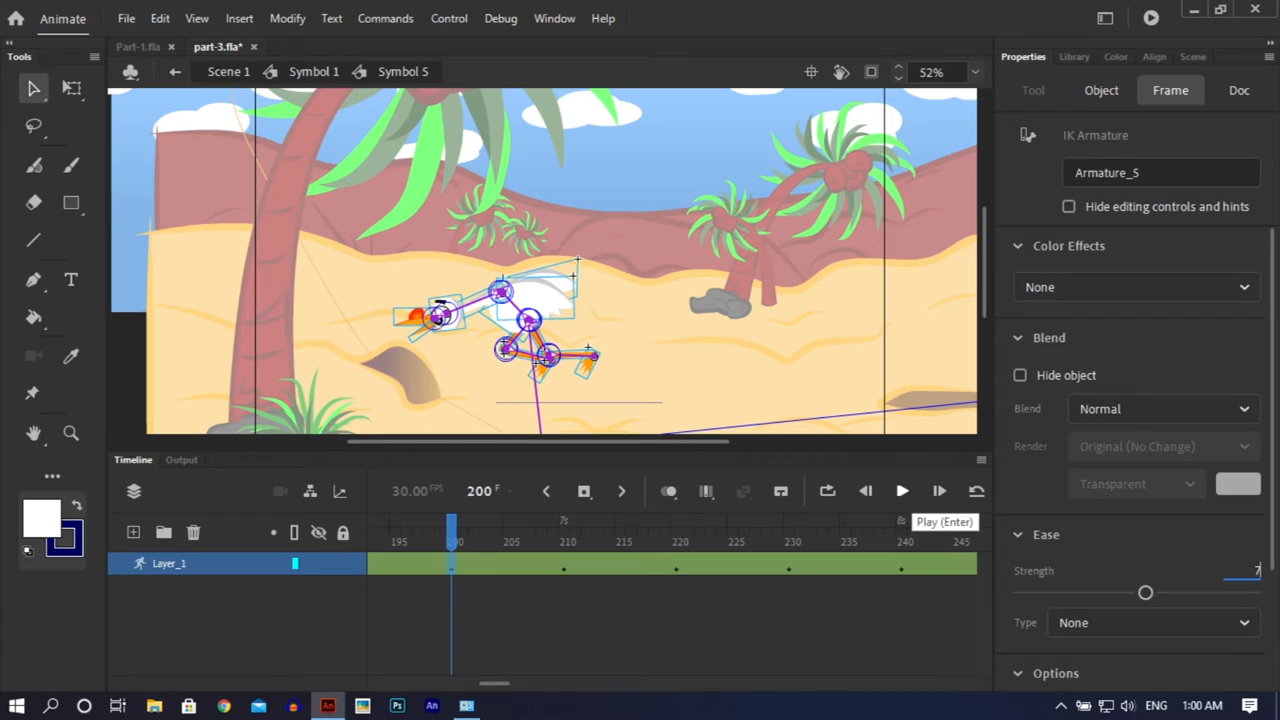 Animate File Edit View Insert Modify Text Commands Control Debug Window Help
Tools Part-1.fla × part-3.fla* × Properties Library Color Align Scene
Scene 1 Symbol 1 Symbol 5 52% Tool Object Frame Doc
IK Armature
Armature_5
Hide editing controls and hints
Color Effects
None
Blend
Hide object
Blend Normal
Render Original (No Change)
Transparent
Timeline Output
30.00 FPS 200 F
Play (Enter)
7s 8s
195 200 205 210 215 220 225 230 235 240 245
Layer_1
Ease
Strength 7
Type None
Options
ENG 1:00 AM